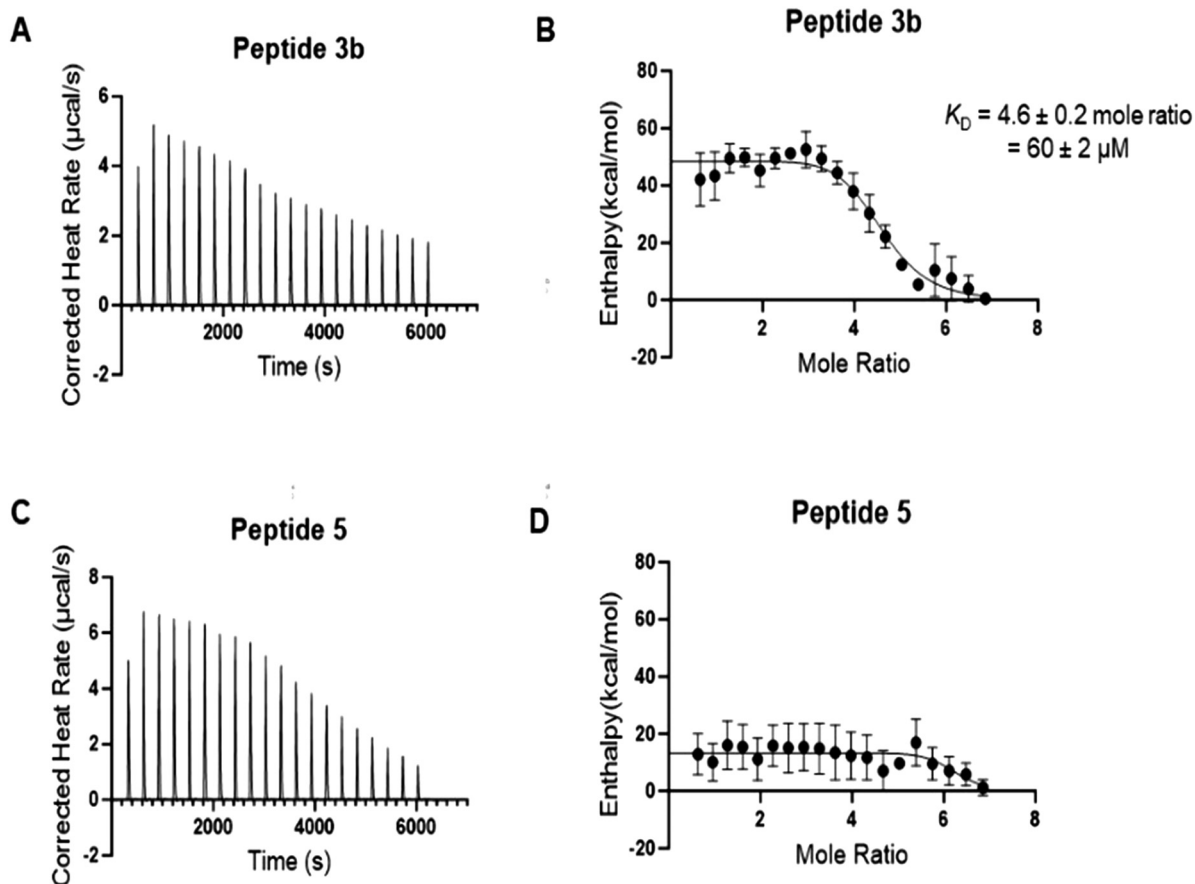 A
Peptide 3b
Corrected Heat Rate (µcal/s)
6
4
2
0
-2
2000 4000 6000
Time (s)
B
Peptide 3b
Enthalpy(kcal/mol)
80
60
40
20
0
-20
2 4 6 8
Mole Ratio
KD = 4.6 ± 0.2 mole ratio
= 60 ± 2 µM
C
Peptide 5
Corrected Heat Rate (µcal/s)
8
6
4
2
0
-2
2000 4000 6000
Time (s)
D
Peptide 5
Enthalpy(kcal/mol)
80
60
40
20
0
-20
2 4 6 8
Mole Ratio